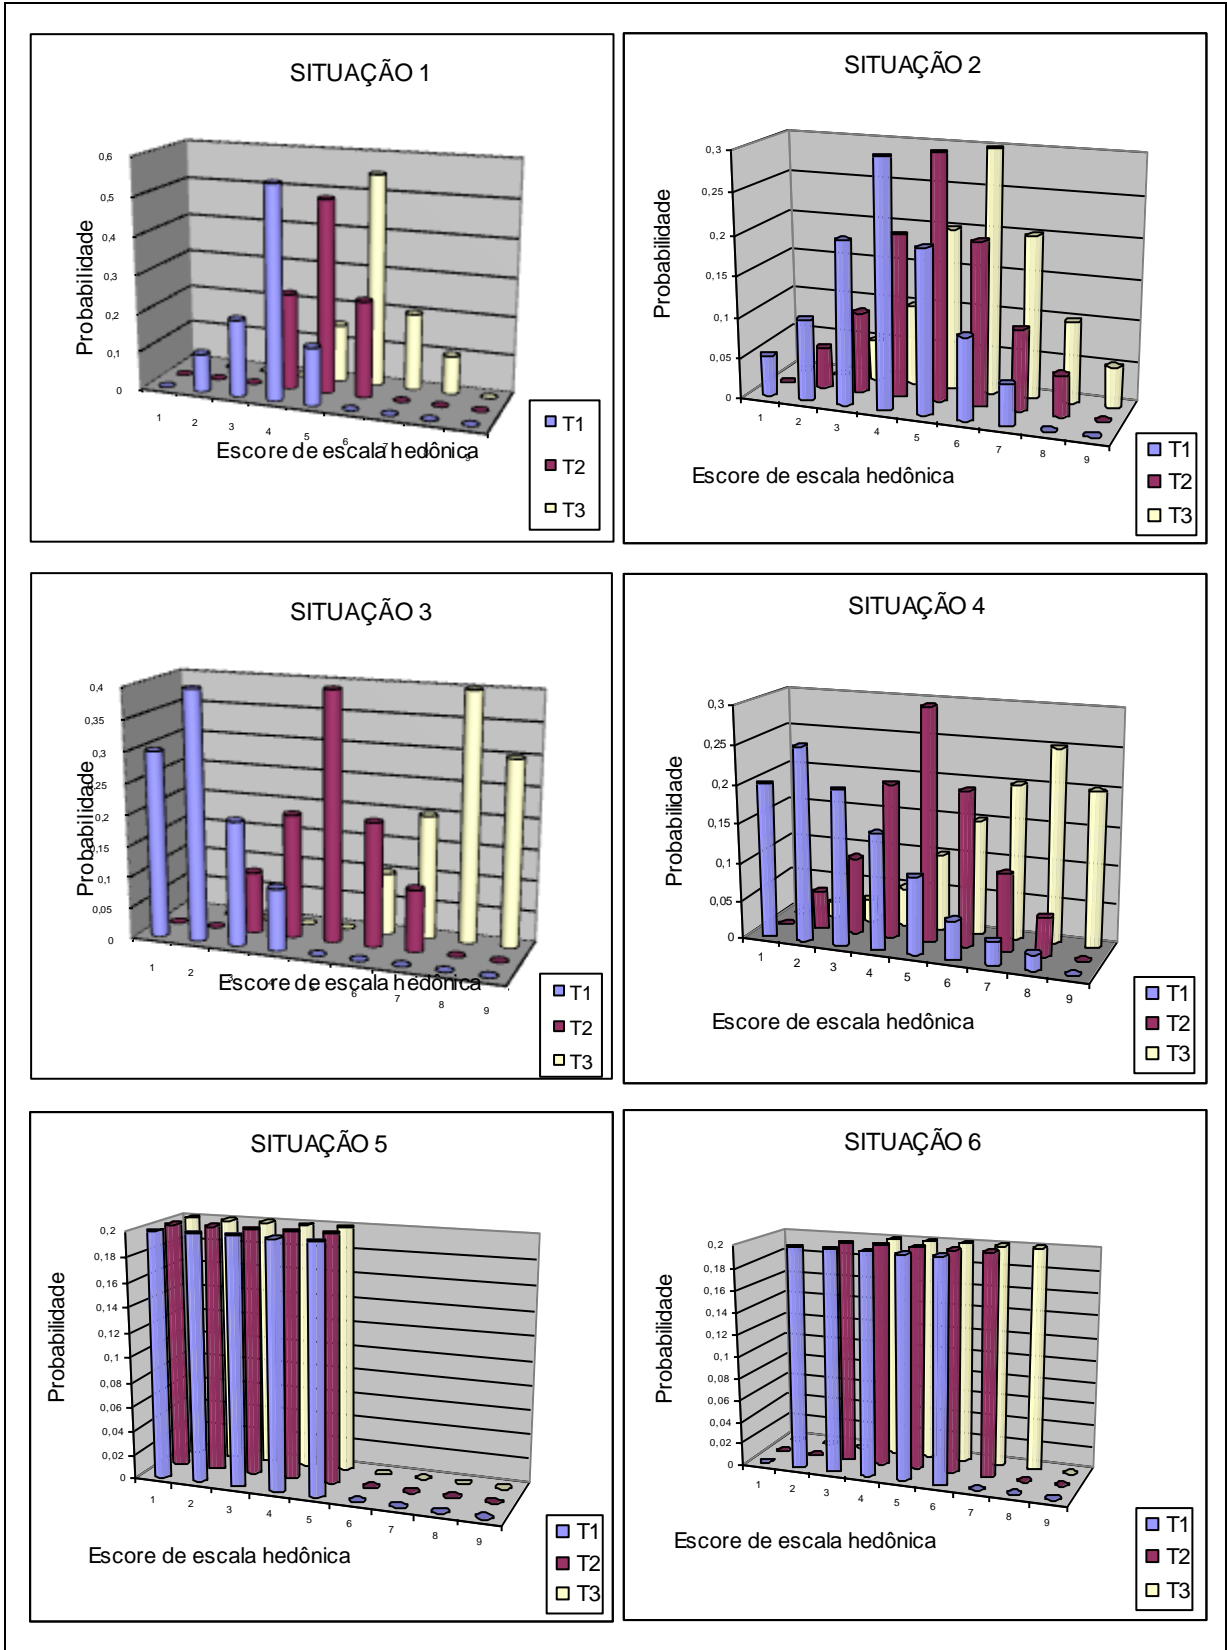 SITUAÇÃO 1
0,6
0,5
0,4
0,3
0,2
0,1
0
Probabilidade
1 2 3 4 5 6 7 9
Escore de escala hedônica
T1
T2
T3
SITUAÇÃO 2
0,3
0,25
0,2
0,15
0,1
0,05
0
Probabilidade
1 2 3 4 5 6 7 8 9
Escore de escala hedônica
T1
T2
T3
SITUAÇÃO 3
0,4
0,35
0,3
0,25
0,2
0,15
0,1
0,05
0
Probabilidade
1 2 3 4 5 6 7 8 9
Escore de escala hedônica
T1
T2
T3
SITUAÇÃO 4
0,3
0,25
0,2
0,15
0,1
0,05
0
Probabilidade
1 2 3 4 5 6 7 8 9
Escore de escala hedônica
T1
T2
T3
SITUAÇÃO 5
0,2
0,18
0,16
0,14
0,12
0,1
0,08
0,06
0,04
0,02
0
Probabilidade
1 2 3 4 5 6 7 8 9
Escore de escala hedônica
T1
T2
T3
SITUAÇÃO 6
0,2
0,18
0,16
0,14
0,12
0,1
0,08
0,06
0,04
0,02
0
Probabilidade
1 2 3 4 5 6 7 8 9
Escore de escala hedônica
T1
T2
T3